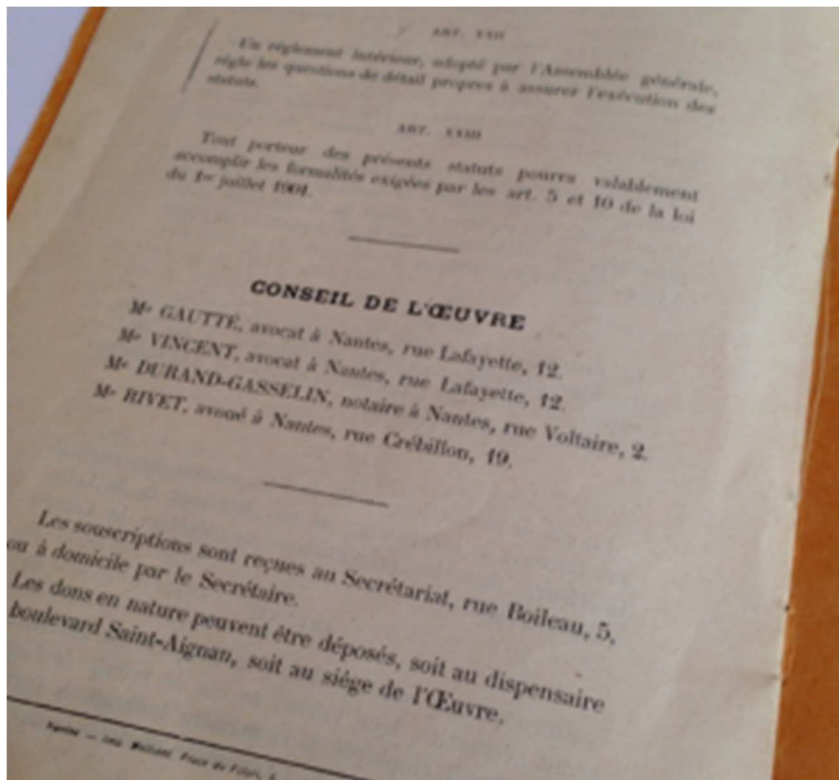 ART. XXII
Un règlement intérieur, adopté par l'Assemblée générale,
règle les questions de détail propres à assurer l'exécution des
statuts.
ART. XXIII
Tout porteur des présents statuts pourra valablement
accomplir les formalités exigées par les art. 5 et 10 de la loi
du 1er juillet 1901.
CONSEIL DE L'ŒUVRE
Me GAUTTÉ, avocat à Nantes, rue Lafayette, 12.
Me VINCENT, avocat à Nantes, rue Lafayette, 12.
Me DURAND-GASSELIN, notaire à Nantes, rue Voltaire, 2.
Me RIVET, avoué à Nantes, rue Crébillon, 19.
Les souscriptions sont reçues au Secrétariat, rue Boileau, 5,
ou à domicile par le Secrétaire.
Les dons en nature peuvent être déposés, soit au dispensaire
boulevard Saint-Aignan, soit au siége de l'Œuvre.
Imp.